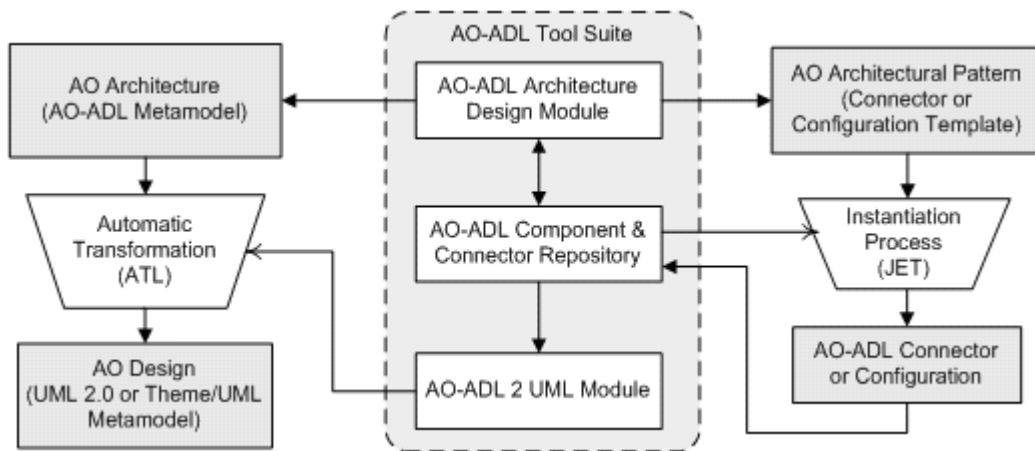 AO-ADL Tool Suite
AO Architecture
(AO-ADL Metamodel)
AO-ADL Architecture
Design Module
AO Architectural Pattern
(Connector or
Configuration Template)
Automatic
Transformation
(ATL)
AO-ADL Component &
Connector Repository
Instantiation
Process
(JET)
AO Design
(UML 2.0 or Theme/UML
Metamodel)
AO-ADL 2 UML Module
AO-ADL Connector
or Configuration